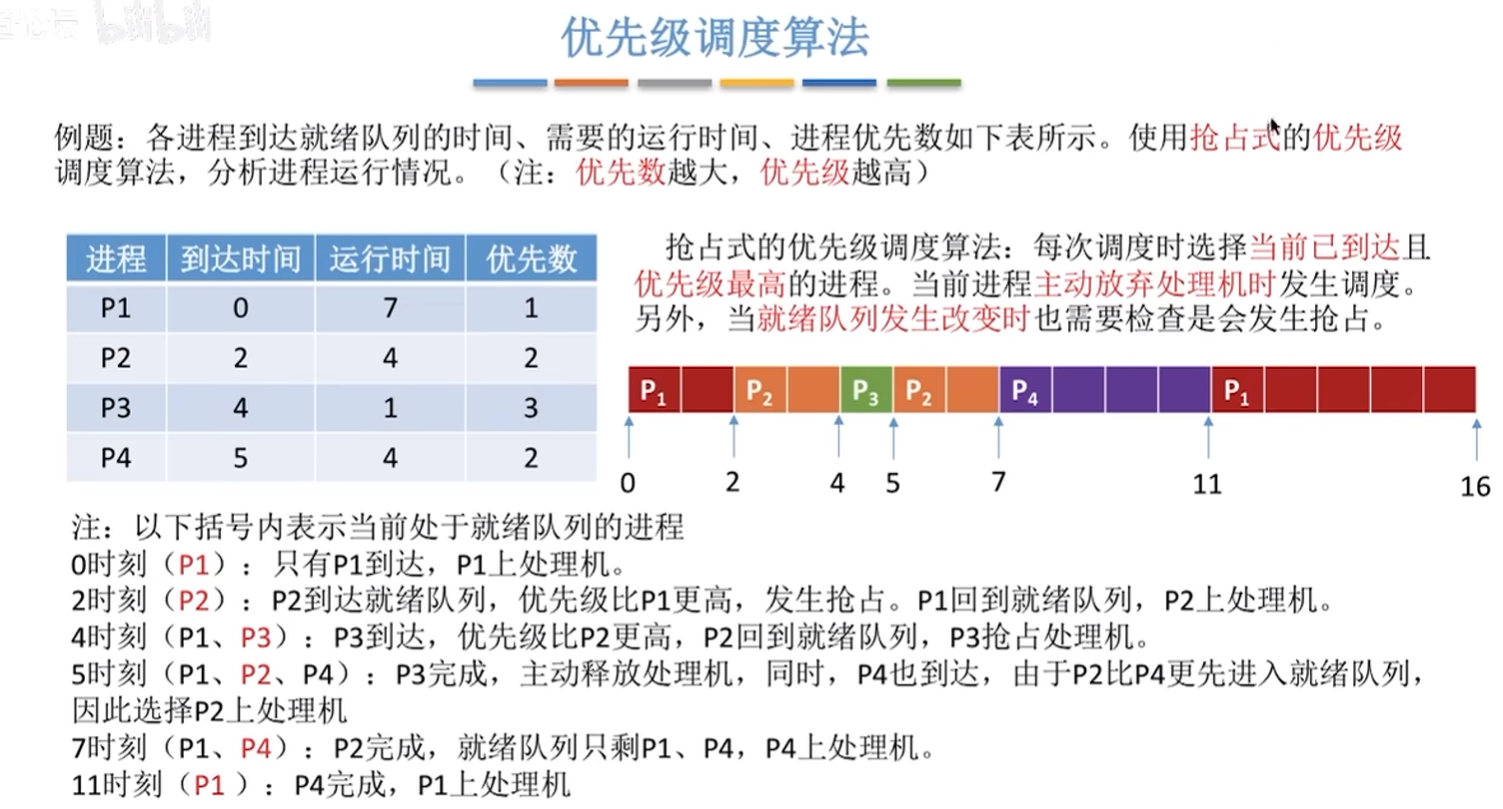 bilibili
优先级调度算法
例题：各进程到达就绪队列的时间、需要的运行时间、进程优先数如下表所示。使用抢占式的优先级
调度算法，分析进程运行情况。（注：优先数越大，优先级越高）
进程 到达时间 运行时间 优先数
P1 0 7 1
P2 2 4 2
P3 4 1 3
P4 5 4 2
抢占式的优先级调度算法：每次调度时选择当前已到达且
优先级最高的进程。当前进程主动放弃处理机时发生调度。
另外，当就绪队列发生改变时也需要检查是会发生抢占。
P1 P2 P3 P2 P4 P1
0 2 4 5 7 11 16
注：以下括号内表示当前处于就绪队列的进程
0时刻（P1）：只有P1到达，P1上处理机。
2时刻（P2）：P2到达就绪队列，优先级比P1更高，发生抢占。P1回到就绪队列，P2上处理机。
4时刻（P1、P3）：P3到达，优先级比P2更高，P2回到就绪队列，P3抢占处理机。
5时刻（P1、P2、P4）：P3完成，主动释放处理机，同时，P4也到达，由于P2比P4更先进入就绪队列，
因此选择P2上处理机
7时刻（P1、P4）：P2完成，就绪队列只剩P1、P4，P4上处理机。
11时刻（P1 ）：P4完成，P1上处理机